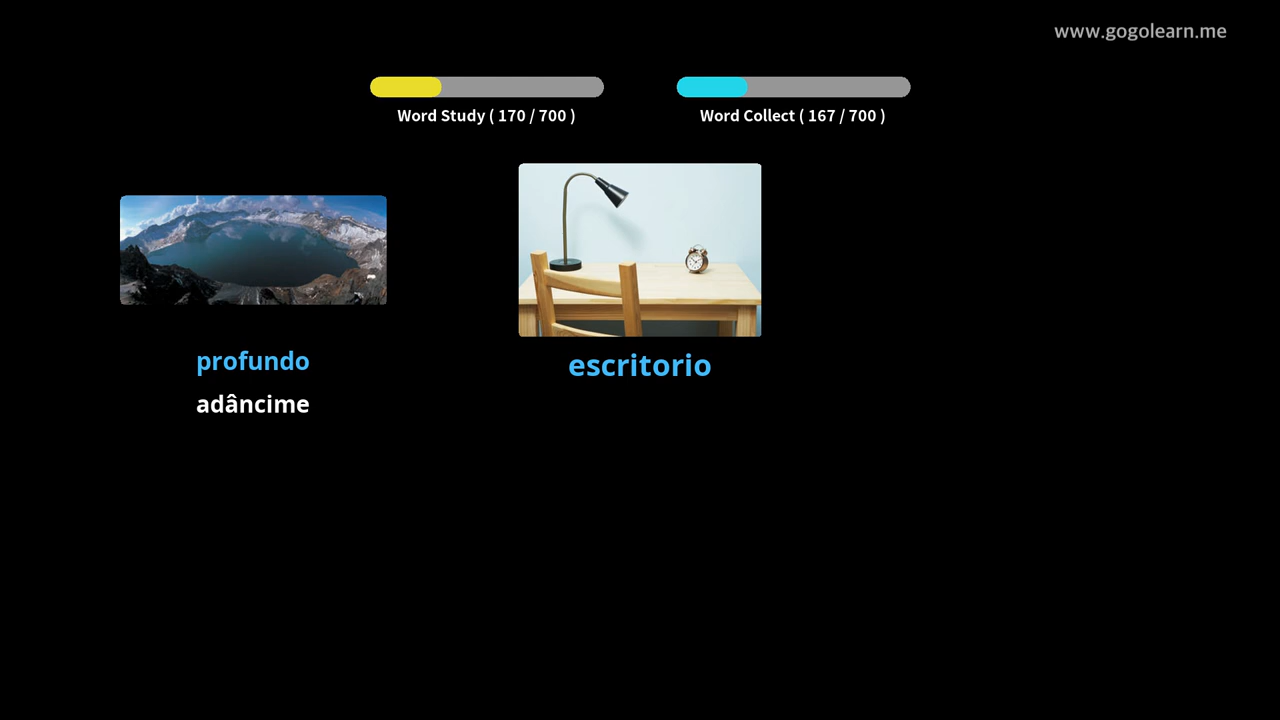 www.gogolearn.me
Word Study ( 170 / 700 )
Word Collect ( 167 / 700 )
profundo
adâncime
escritorio